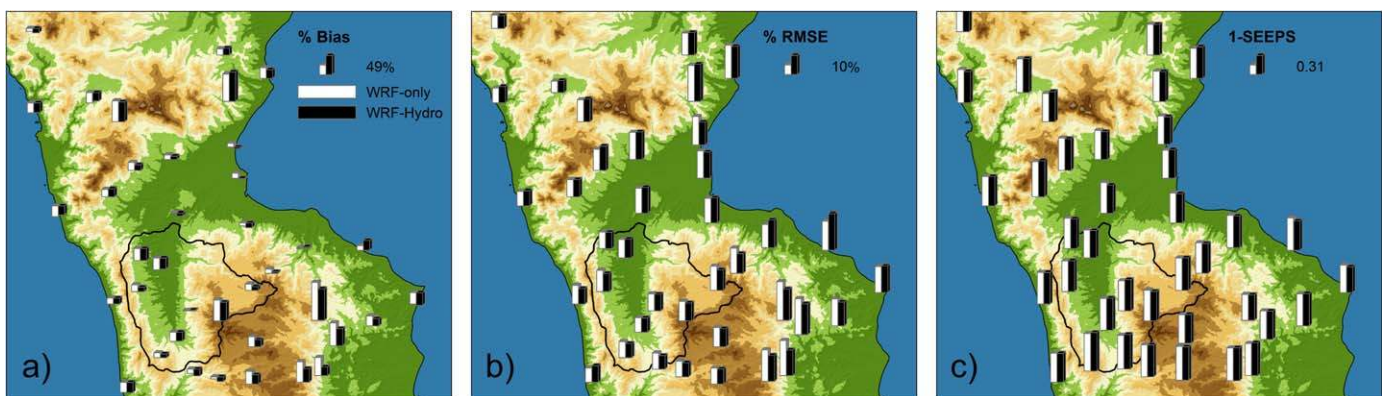 % Bias
49%
WRF-only
WRF-Hydro
a)
% RMSE
10%
b)
1-SEEPS
0.31
c)